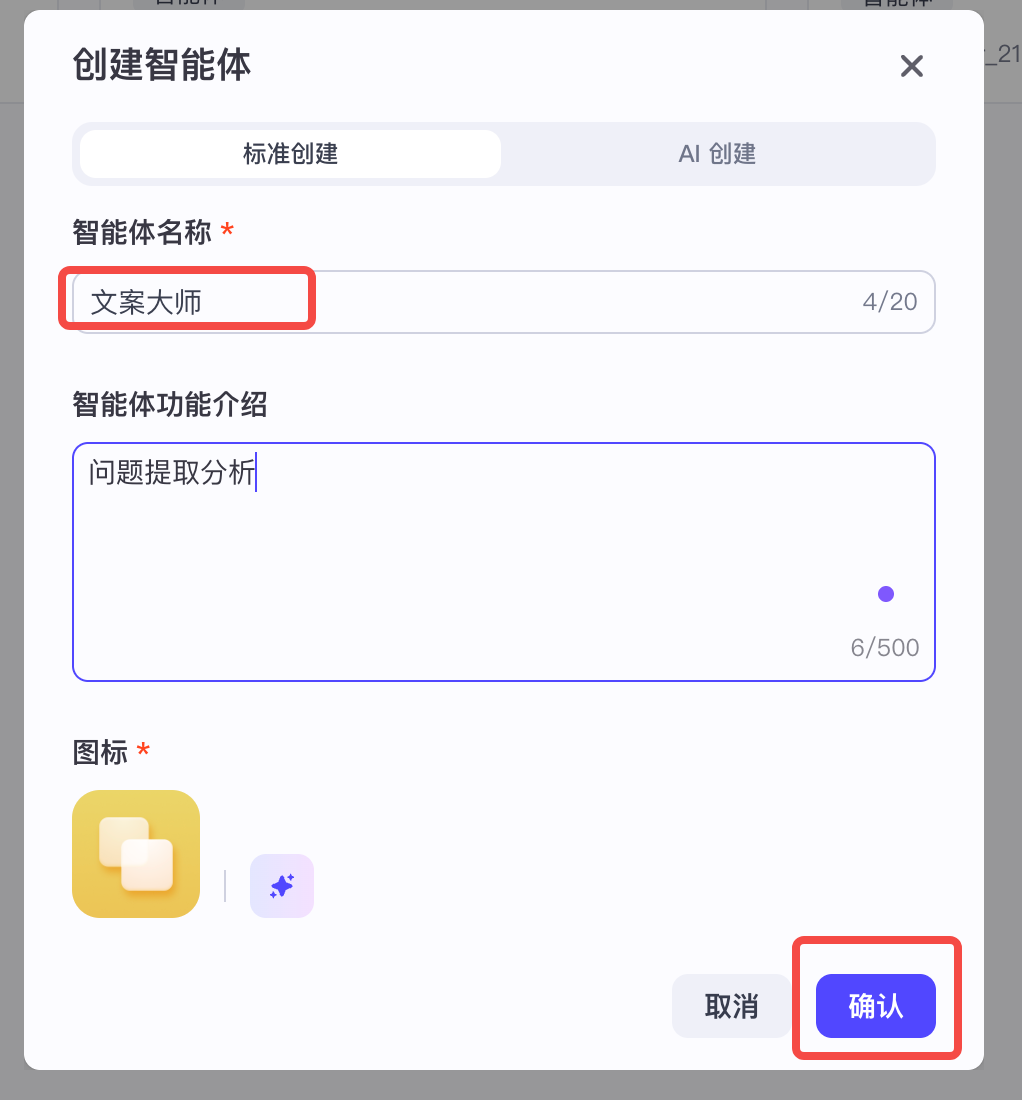 创建智能体
_21
标准创建
AI 创建
智能体名称 *
文案大师
4/20
智能体功能介绍
问题提取分析
6/500
图标 *
取消
确认